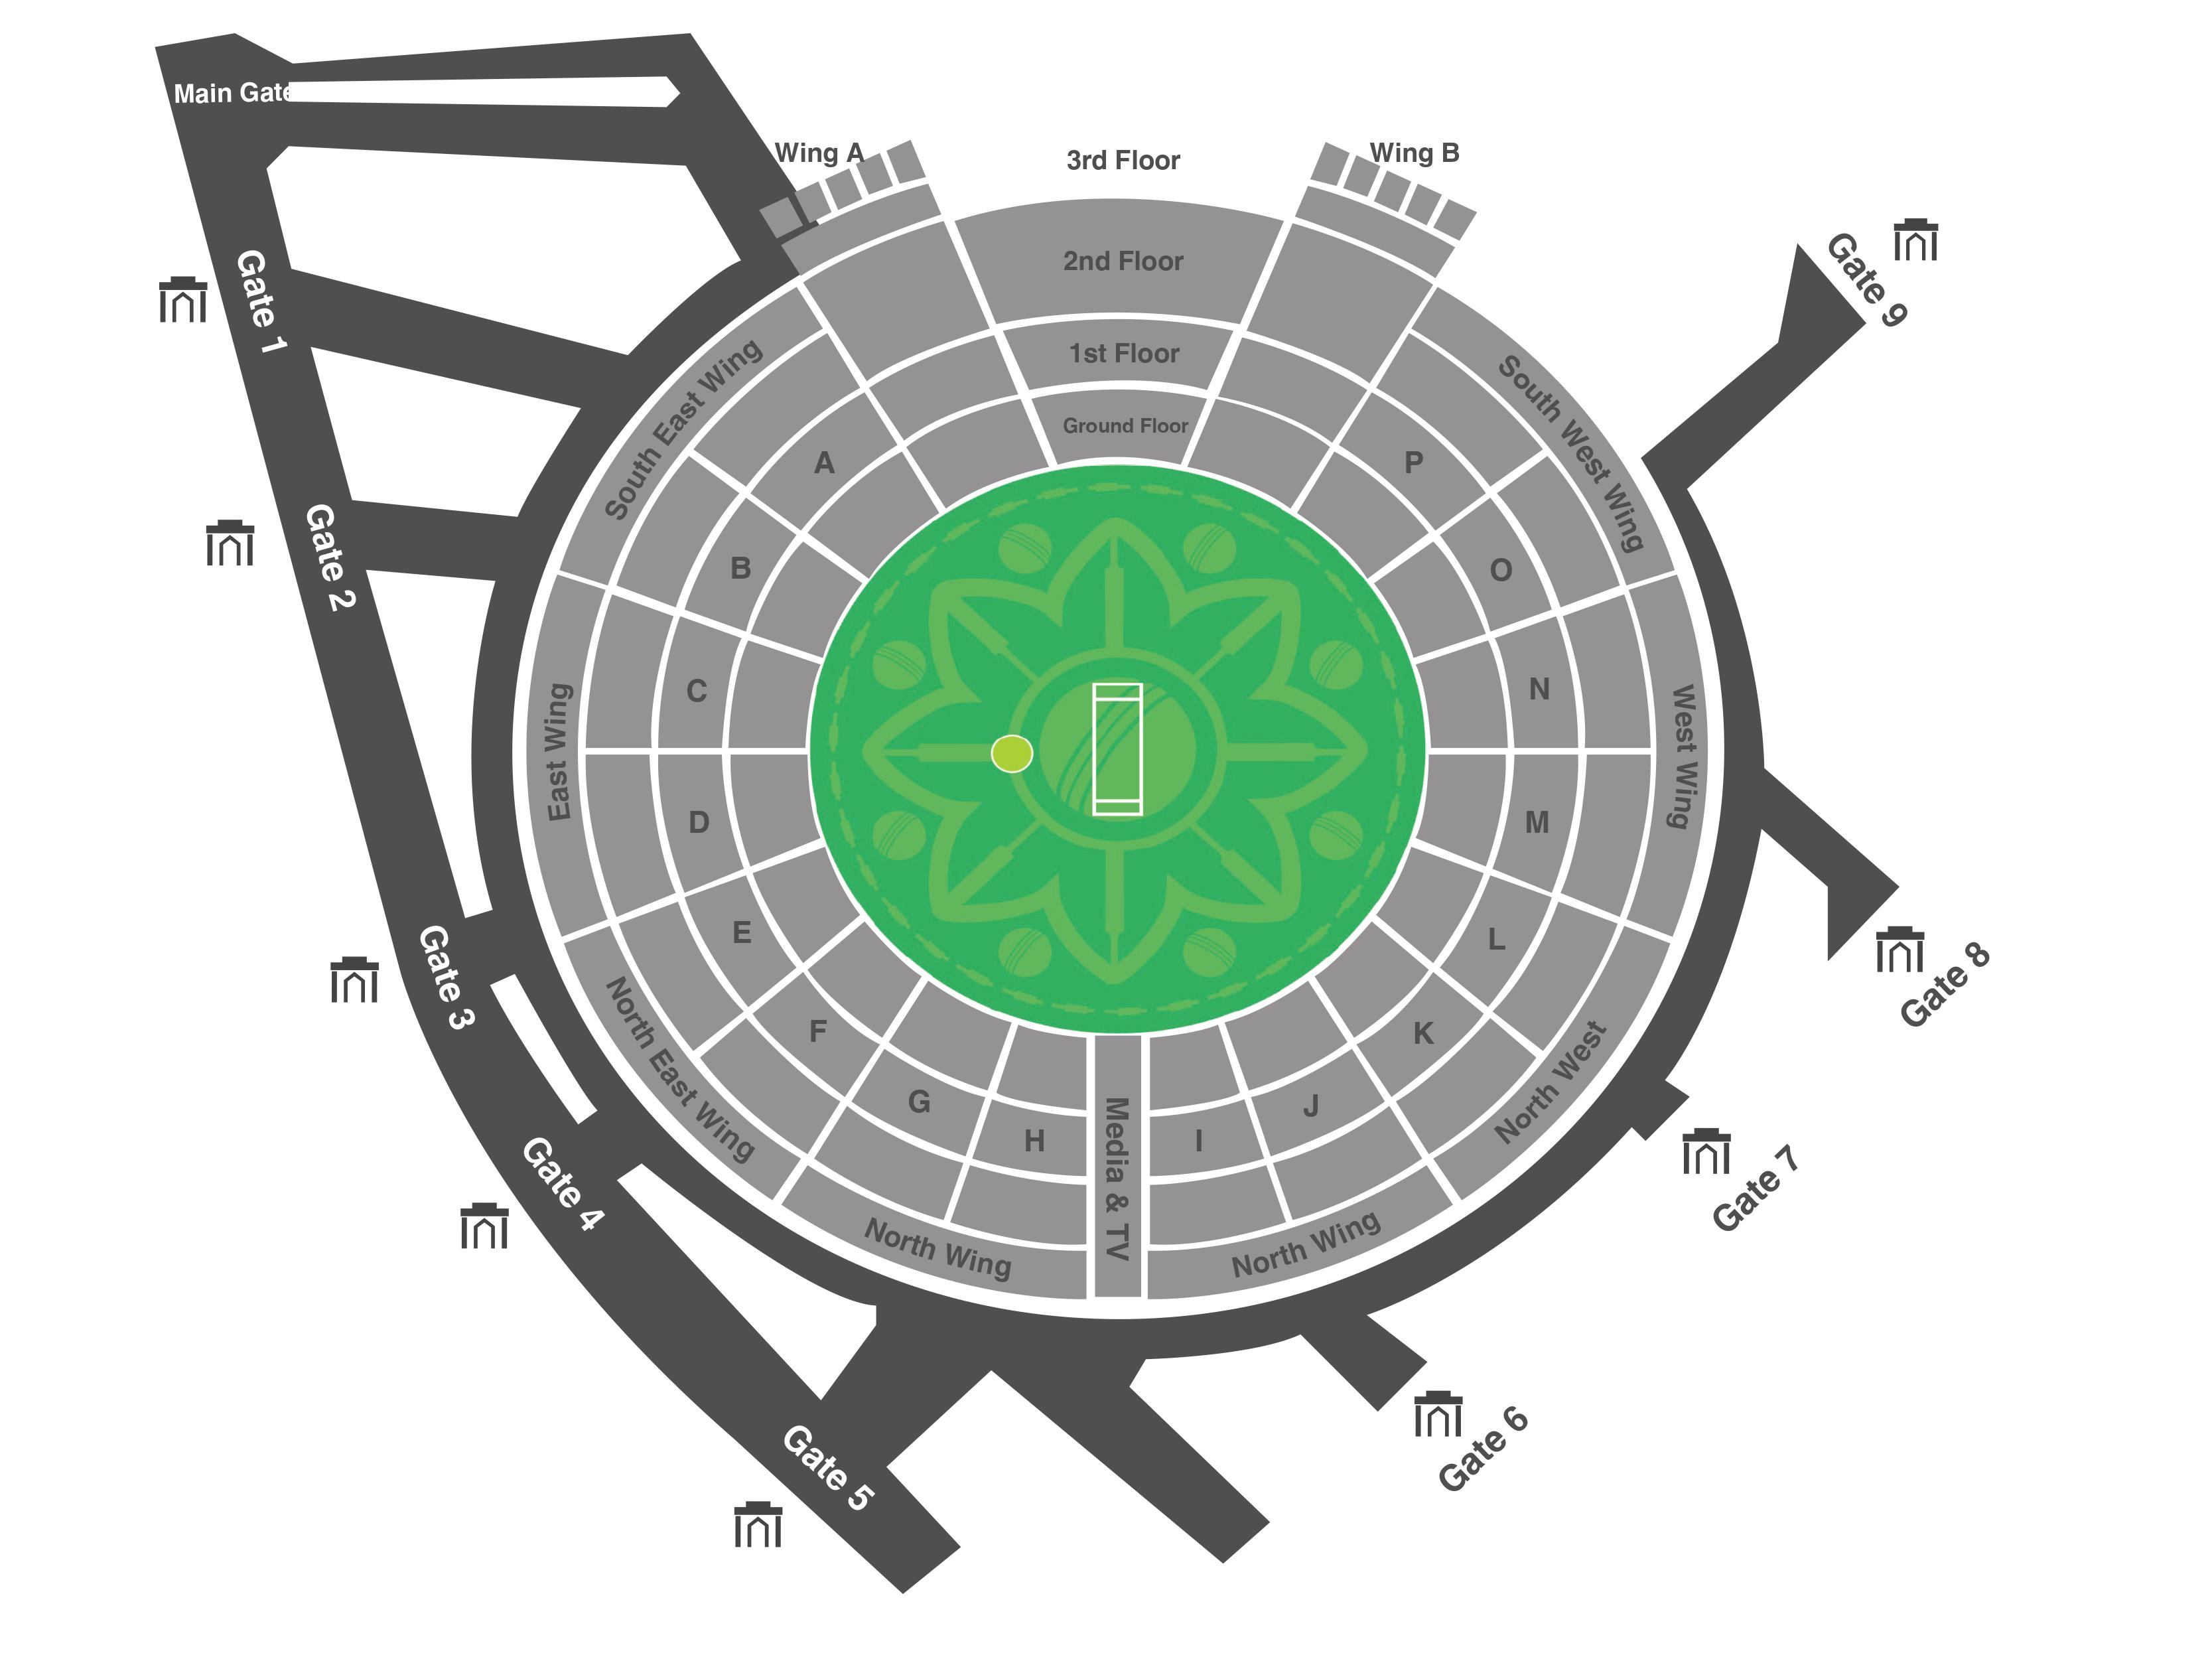 Main Gate
Wing A
3rd Floor
Wing B
2nd Floor
1st Floor
Ground Floor
Gate 1
Gate 2
Gate 3
Gate 4
Gate 5
Gate 6
Gate 7
Gate 8
Gate 9
South East Wing
South West Wing
East Wing
West Wing
North East Wing
North West
North Wing
North Wing
Media & TV
A
B
C
D
E
F
G
H
I
J
K
L
M
N
O
P